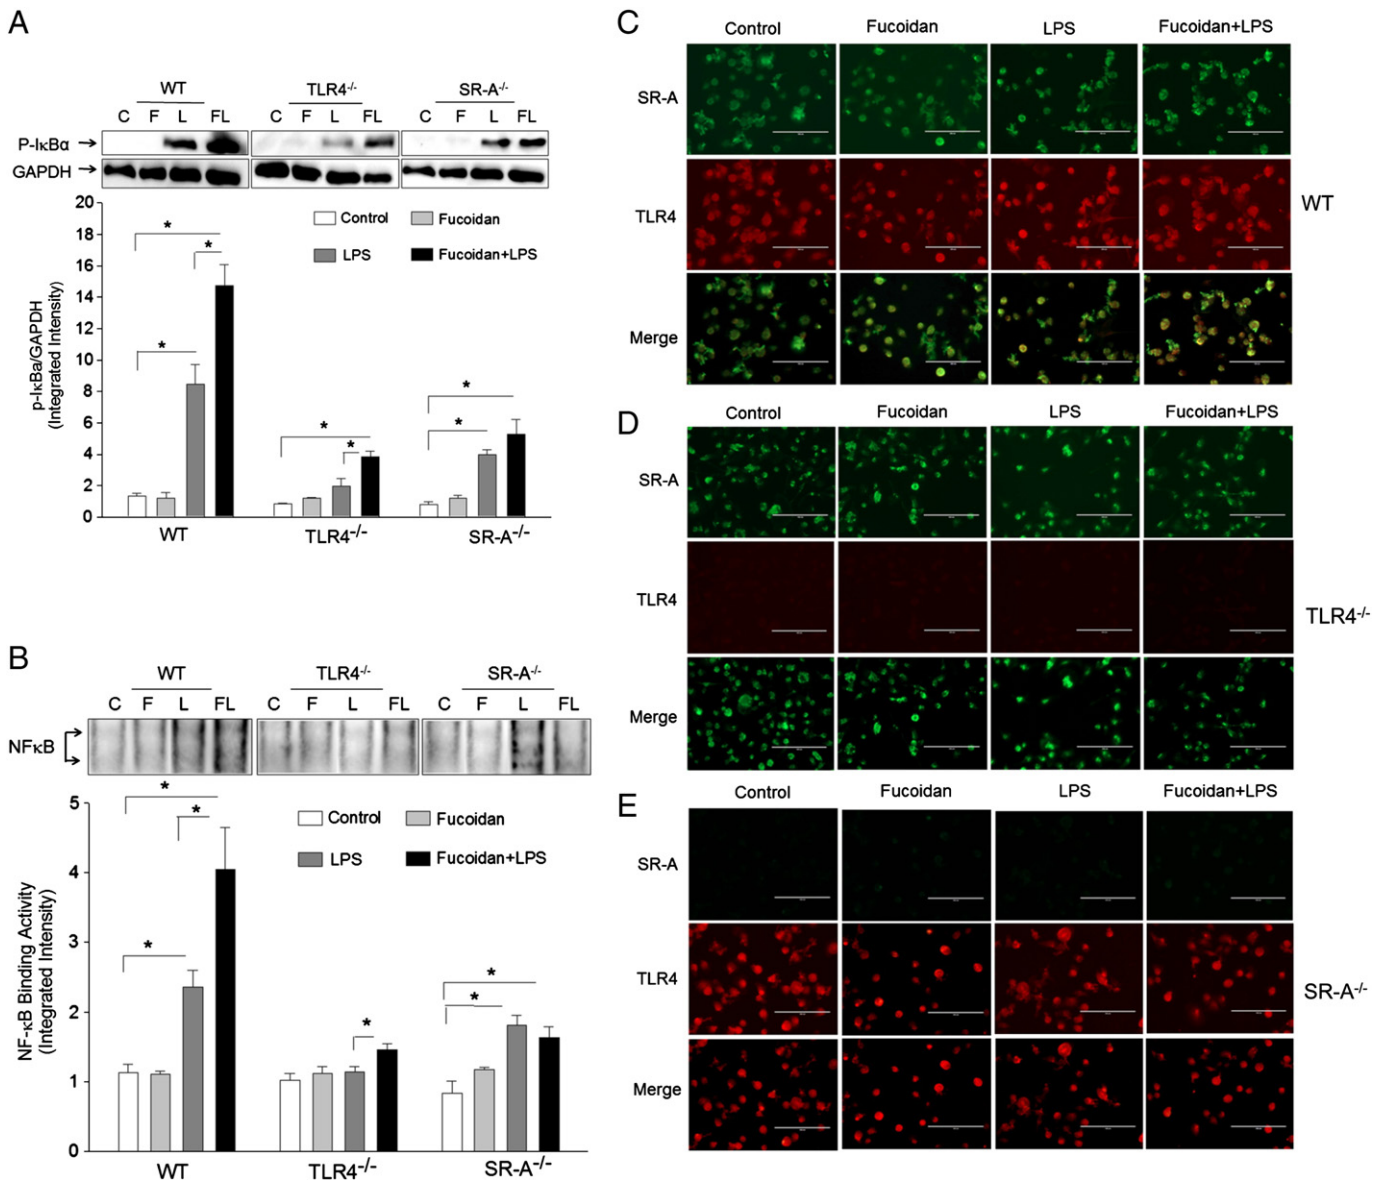 A
WT TLR4-/- SR-A-/-
C F L FL C F L FL C F L FL
P-IκBα
GAPDH
20
18
16
14
12
10
8
6
4
2
0
p-IκBa/GAPDH
(Integrated Intensity)
Control Fucoidan
LPS Fucoidan+LPS
* * *
* * *
* *
WT TLR4-/- SR-A-/-
B
WT TLR4-/- SR-A-/-
C F L FL C F L FL C F L FL
NFκB
5
4
3
2
1
0
NF-κB Binding Activity
(Integrated Intensity)
Control Fucoidan
LPS Fucoidan+LPS
* * *
*
* *
WT TLR4-/- SR-A-/-
C
Control Fucoidan LPS Fucoidan+LPS
SR-A
TLR4
Merge
WT
D
Control Fucoidan LPS Fucoidan+LPS
SR-A
TLR4
Merge
TLR4-/-
E
Control Fucoidan LPS Fucoidan+LPS
SR-A
TLR4
Merge
SR-A-/-